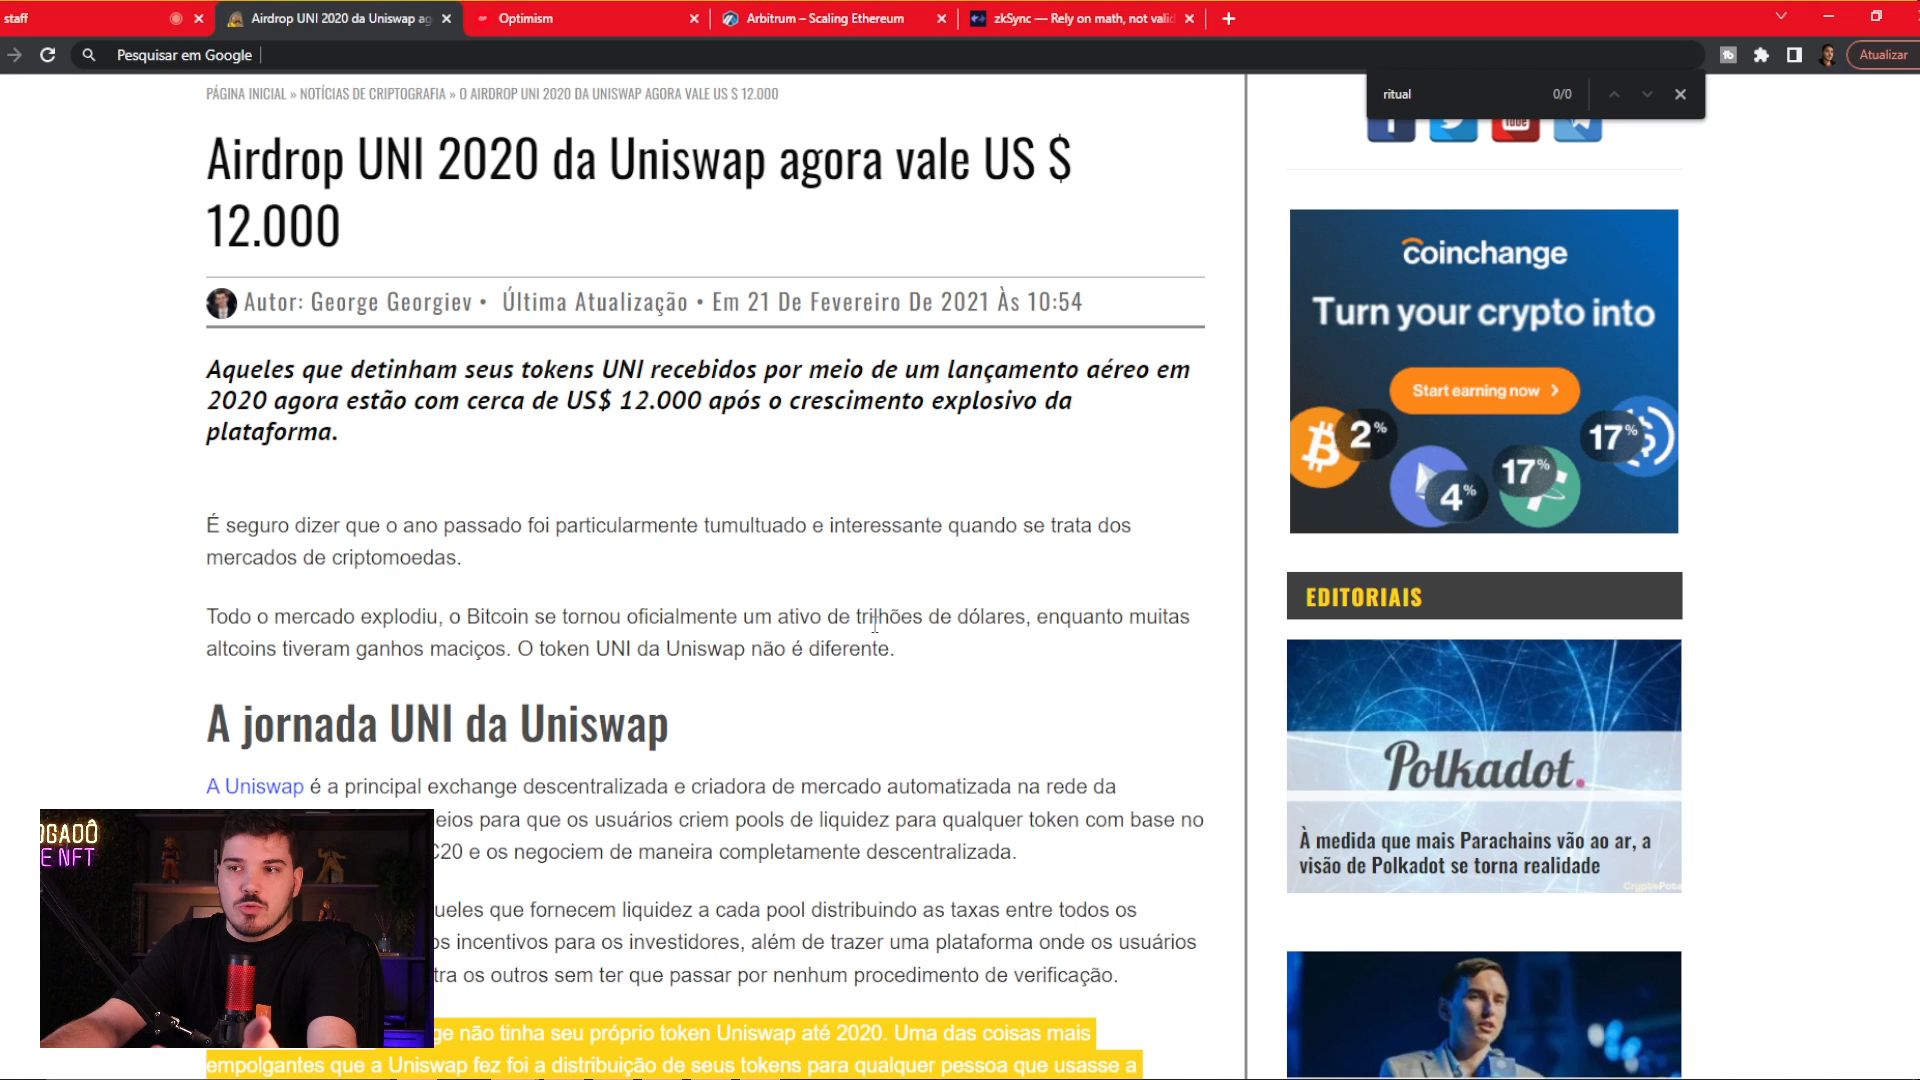 staff
Airdrop UNI 2020 da Uniswap ag
Optimism
Arbitrum – Scaling Ethereum
zkSync — Rely on math, not valid
Pesquisar em Google
Atualizar
ritual
0/0
PÁGINA INICIAL » NOTÍCIAS DE CRIPTOGRAFIA » O AIRDROP UNI 2020 DA UNISWAP AGORA VALE US $ 12.000
Airdrop UNI 2020 da Uniswap agora vale US $
12.000
Autor: George Georgiev • Última Atualização • Em 21 De Fevereiro De 2021 Às 10:54
Aqueles que detinham seus tokens UNI recebidos por meio de um lançamento aéreo em
2020 agora estão com cerca de US$ 12.000 após o crescimento explosivo da
plataforma.
É seguro dizer que o ano passado foi particularmente tumultuado e interessante quando se trata dos
mercados de criptomoedas.
Todo o mercado explodiu, o Bitcoin se tornou oficialmente um ativo de trilhões de dólares, enquanto muitas
altcoins tiveram ganhos maciços. O token UNI da Uniswap não é diferente.
A jornada UNI da Uniswap
A Uniswap é a principal exchange descentralizada e criadora de mercado automatizada na rede da
eios para que os usuários criem pools de liquidez para qualquer token com base no
C20 e os negociem de maneira completamente descentralizada.
ueles que fornecem liquidez a cada pool distribuindo as taxas entre todos os
os incentivos para os investidores, além de trazer uma plataforma onde os usuários
tra os outros sem ter que passar por nenhum procedimento de verificação.
ge não tinha seu próprio token Uniswap até 2020. Uma das coisas mais
empolgantes que a Uniswap fez foi a distribuição de seus tokens para qualquer pessoa que usasse a
OGADO
E NFT
coinchange
Turn your crypto into
Start earning now >
2%
4%
17%
17%
EDITORIAIS
Polkadot.
À medida que mais Parachains vão ao ar, a
visão de Polkadot se torna realidade